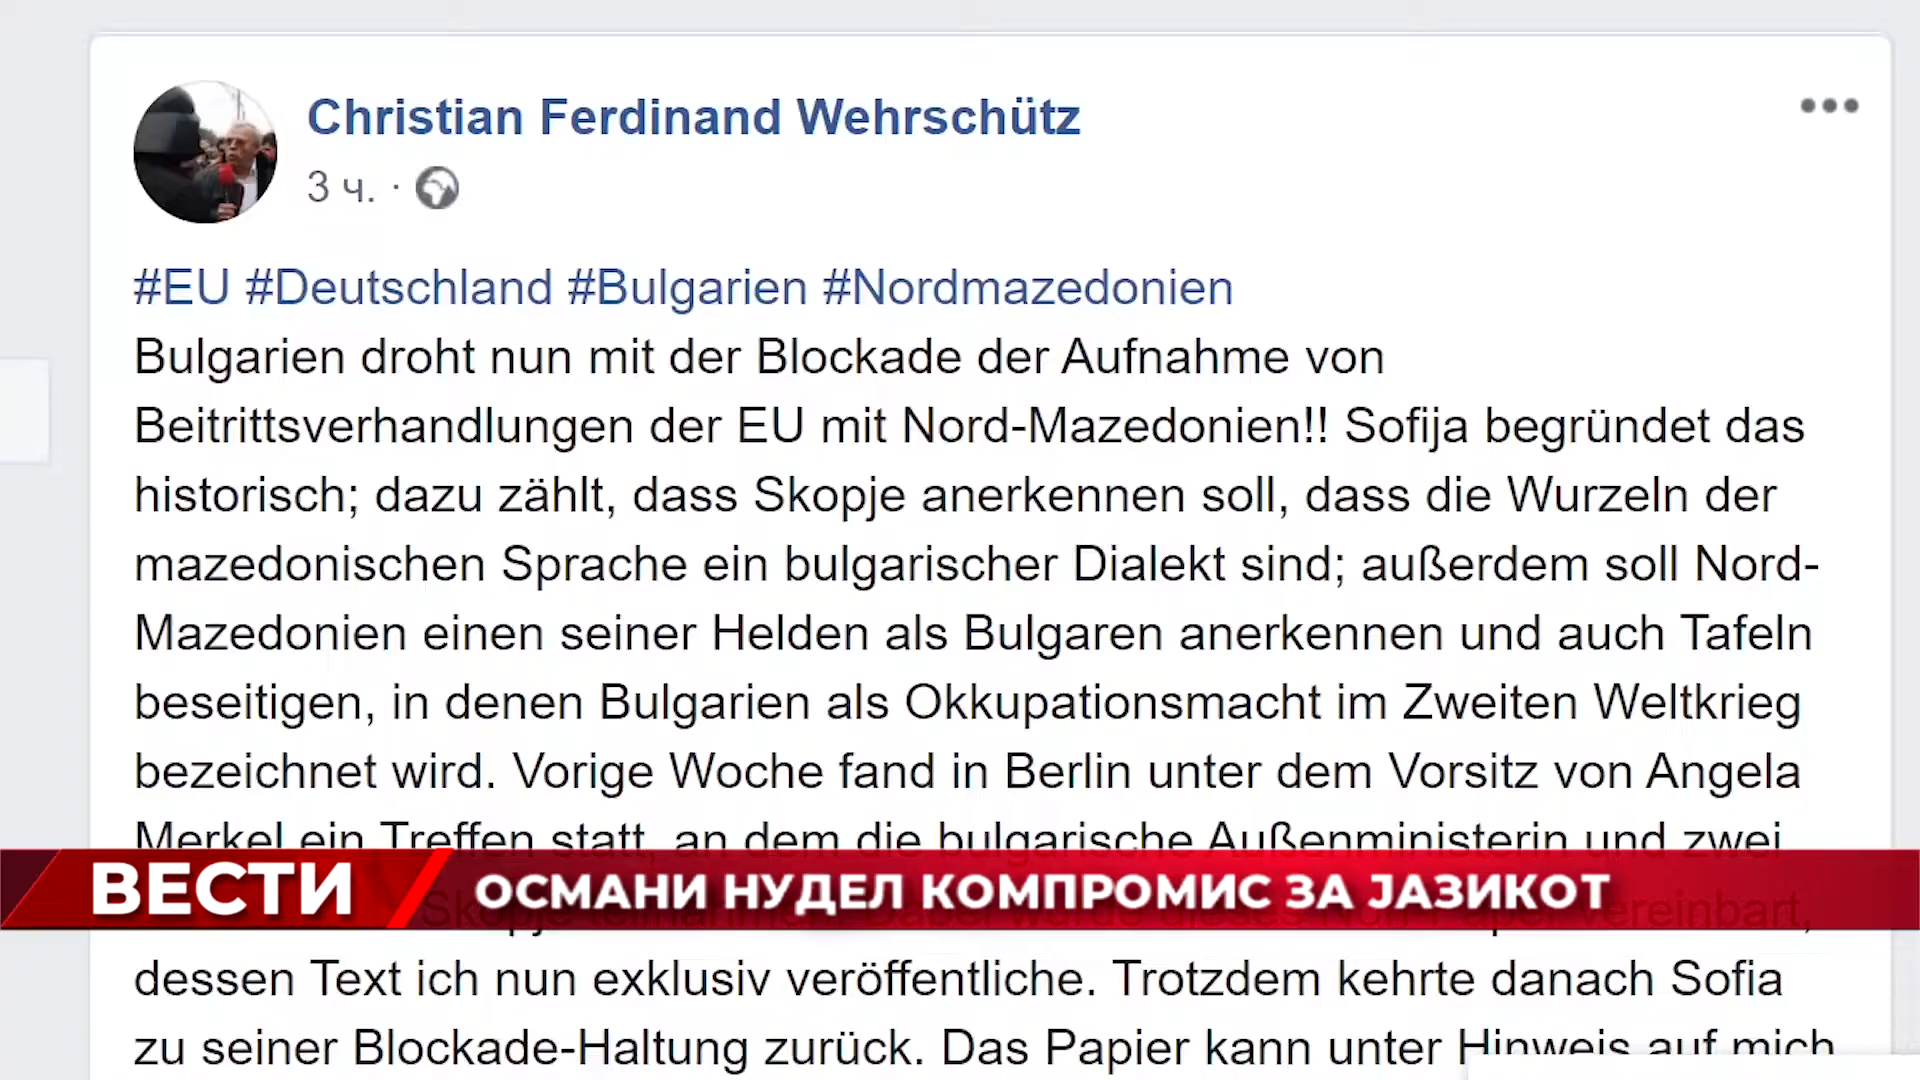 Christian Ferdinand Wehrschütz
3 ч. ·
#EU #Deutschland #Bulgarien #Nordmazedonien
Bulgarien droht nun mit der Blockade der Aufnahme von
Beitrittsverhandlungen der EU mit Nord-Mazedonien!! Sofija begründet das
historisch; dazu zählt, dass Skopje anerkennen soll, dass die Wurzeln der
mazedonischen Sprache ein bulgarischer Dialekt sind; außerdem soll Nord-
Mazedonien einen seiner Helden als Bulgaren anerkennen und auch Tafeln
beseitigen, in denen Bulgarien als Okkupationsmacht im Zweiten Weltkrieg
bezeichnet wird. Vorige Woche fand in Berlin unter dem Vorsitz von Angela
Merkel ein Treffen statt, an dem die bulgarische Außenministerin und zwei
Skopje vereinbart,
ВЕСТИ ОСМАНИ НУДЕЛ КОМПРОМИС ЗА ЈАЗИКОТ
dessen Text ich nun exklusiv veröffentliche. Trotzdem kehrte danach Sofia
zu seiner Blockade-Haltung zurück. Das Papier kann unter Hinweis auf mich